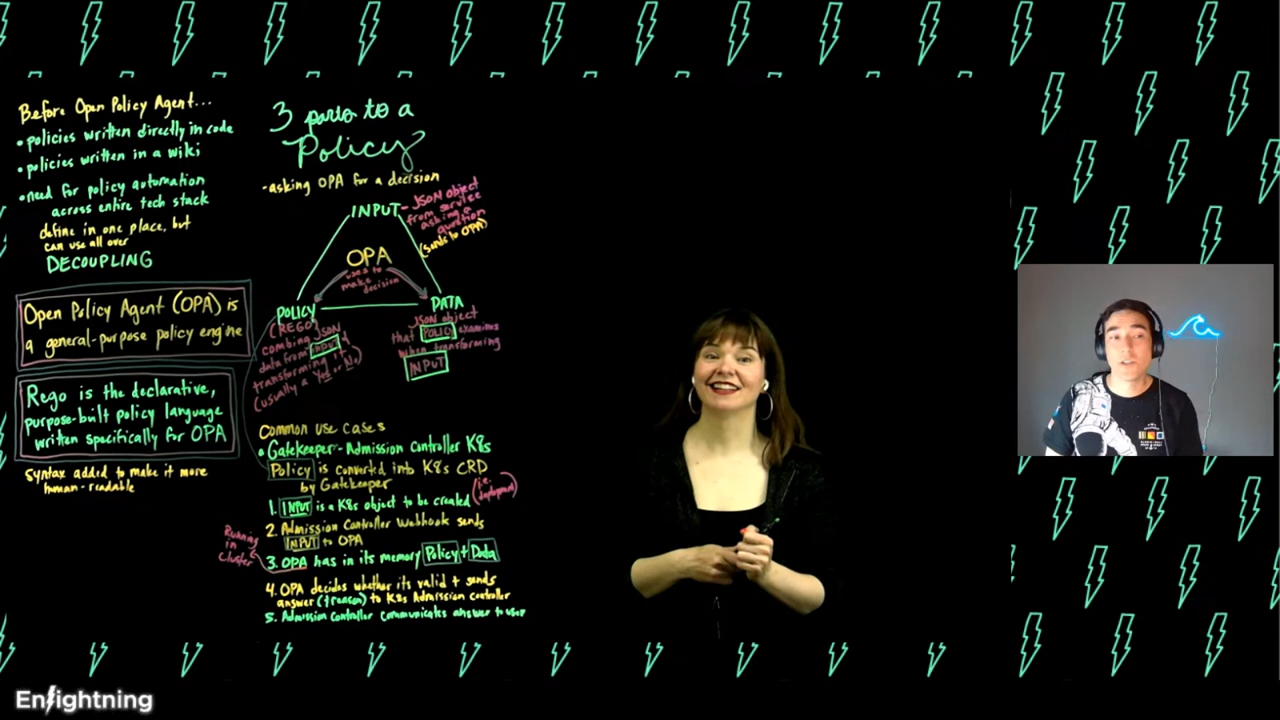 Before Open Policy Agent...
• policies written directly in code
• policies written in a wiki
• need for policy automation
across entire tech stack
define in one place, but
can use all over
DECOUPLING
Open Policy Agent (OPA) is
a general-purpose policy engine
Rego is the declarative,
purpose-built policy language
written specifically for OPA
Syntax added to make it more
human-readable
3 parts to a
Policy
- asking OPA for a decision
INPUT - JSON object
from service
asking a
question
(sends to OPA)
OPA
uses to
make
decision
POLICY
(REGO)
combining JSON
data from INPUT +
transforming it
(usually a Yes or No)
DATA
JSON object
that POLICY examines
when transforming
INPUT
Common use cases
• Gatekeeper - Admission Controller K8s
Policy is converted into K8s CRD
by Gatekeeper
1. INPUT is a K8s object to be created (i.e. deployment)
2. Admission Controller Webhook sends
INPUT to OPA
Running
in
Cluster
3. OPA has in its memory Policy + Data
4. OPA decides whether its valid + sends
answer (+ reason) to K8s Admission Controller
5. Admission Controller communicates answer to user
Enlightning